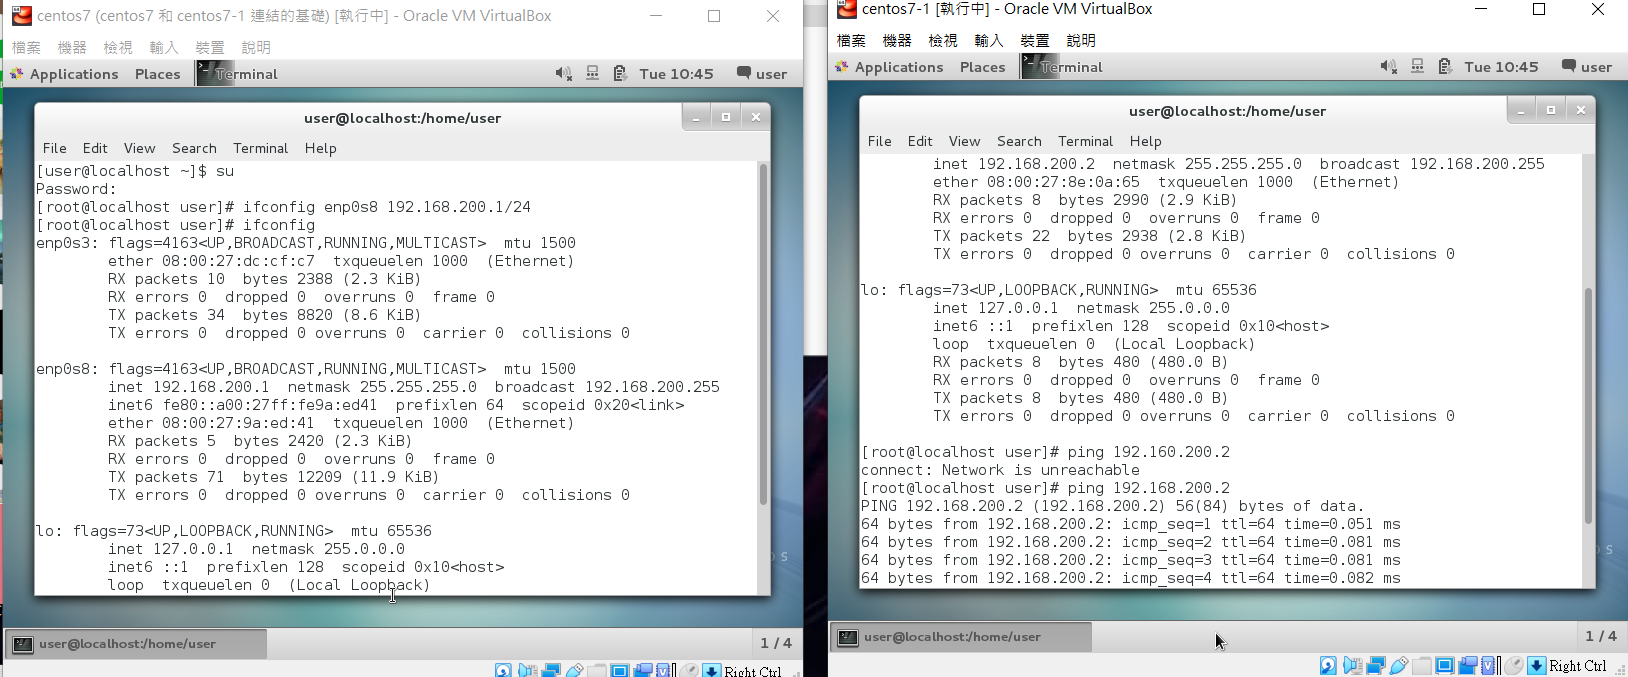 centos7 (centos7 和 centos7-1 連結的基礎) [執行中] - Oracle VM VirtualBox
檔案 機器 檢視 輸入 裝置 說明
Applications Places Terminal Tue 10:45 user
user@localhost:/home/user
File Edit View Search Terminal Help
[user@localhost ~]$ su
Password:
[root@localhost user]# ifconfig enp0s8 192.168.200.1/24
[root@localhost user]# ifconfig
enp0s3: flags=4163<UP,BROADCAST,RUNNING,MULTICAST>  mtu 1500
        ether 08:00:27:dc:cf:c7  txqueuelen 1000  (Ethernet)
        RX packets 10  bytes 2388 (2.3 KiB)
        RX errors 0  dropped 0  overruns 0  frame 0
        TX packets 34  bytes 8820 (8.6 KiB)
        TX errors 0  dropped 0 overruns 0  carrier 0  collisions 0
enp0s8: flags=4163<UP,BROADCAST,RUNNING,MULTICAST>  mtu 1500
        inet 192.168.200.1  netmask 255.255.255.0  broadcast 192.168.200.255
        inet6 fe80::a00:27ff:fe9a:ed41  prefixlen 64  scopeid 0x20<link>
        ether 08:00:27:9a:ed:41  txqueuelen 1000  (Ethernet)
        RX packets 5  bytes 2420 (2.3 KiB)
        RX errors 0  dropped 0  overruns 0  frame 0
        TX packets 71  bytes 12209 (11.9 KiB)
        TX errors 0  dropped 0 overruns 0  carrier 0  collisions 0
lo: flags=73<UP,LOOPBACK,RUNNING>  mtu 65536
        inet 127.0.0.1  netmask 255.0.0.0
        inet6 ::1  prefixlen 128  scopeid 0x10<host>
        loop  txqueuelen 0  (Local Loopback)
OS
user@localhost:/home/user 1 / 4
Right Ctrl
centos7-1 [執行中] - Oracle VM VirtualBox
檔案 機器 檢視 輸入 裝置 說明
Applications Places Terminal Tue 10:45 user
user@localhost:/home/user
File Edit View Search Terminal Help
        inet 192.168.200.2  netmask 255.255.255.0  broadcast 192.168.200.255
        ether 08:00:27:8e:0a:65  txqueuelen 1000  (Ethernet)
        RX packets 8  bytes 2990 (2.9 KiB)
        RX errors 0  dropped 0  overruns 0  frame 0
        TX packets 22  bytes 2938 (2.8 KiB)
        TX errors 0  dropped 0 overruns 0  carrier 0  collisions 0
lo: flags=73<UP,LOOPBACK,RUNNING>  mtu 65536
        inet 127.0.0.1  netmask 255.0.0.0
        inet6 ::1  prefixlen 128  scopeid 0x10<host>
        loop  txqueuelen 0  (Local Loopback)
        RX packets 8  bytes 480 (480.0 B)
        RX errors 0  dropped 0  overruns 0  frame 0
        TX packets 8  bytes 480 (480.0 B)
        TX errors 0  dropped 0 overruns 0  carrier 0  collisions 0
[root@localhost user]# ping 192.160.200.2
connect: Network is unreachable
[root@localhost user]# ping 192.168.200.2
PING 192.168.200.2 (192.168.200.2) 56(84) bytes of data.
64 bytes from 192.168.200.2: icmp_seq=1 ttl=64 time=0.051 ms
64 bytes from 192.168.200.2: icmp_seq=2 ttl=64 time=0.081 ms
64 bytes from 192.168.200.2: icmp_seq=3 ttl=64 time=0.081 ms
64 bytes from 192.168.200.2: icmp_seq=4 ttl=64 time=0.082 ms
OS
user@localhost:/home/user 1 / 4
Right Ctrl